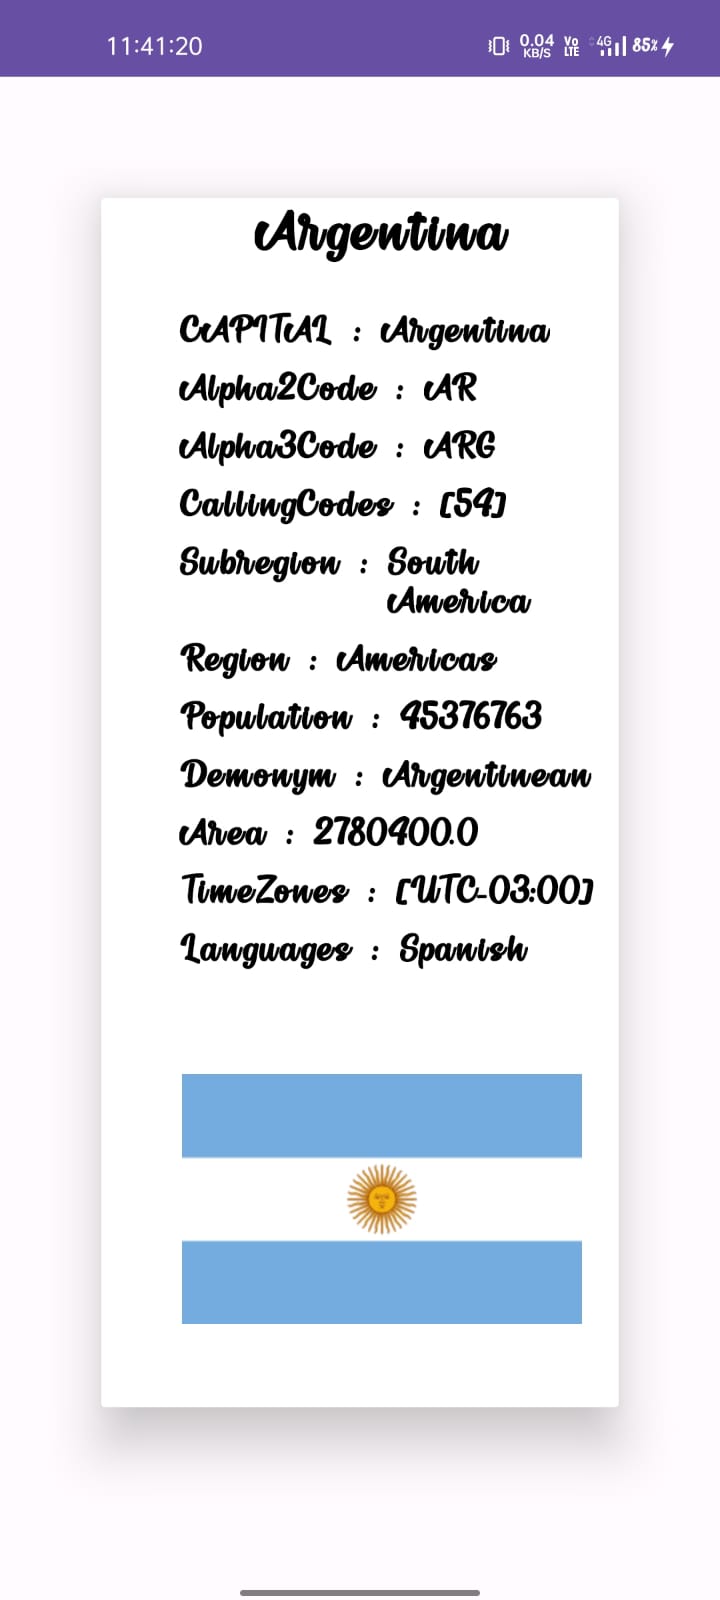 11:41:20 0.04 KB/S Vo LTE 4G 85%
Argentina
CAPITAL : Argentina
Alpha2Code : AR
Alpha3Code : ARG
CallingCodes : [54]
Subregion : South
America
Region : Americas
Population : 45376763
Demonym : Argentinean
Area : 2780400.0
TimeZones : [UTC-03:00]
Languages : Spanish